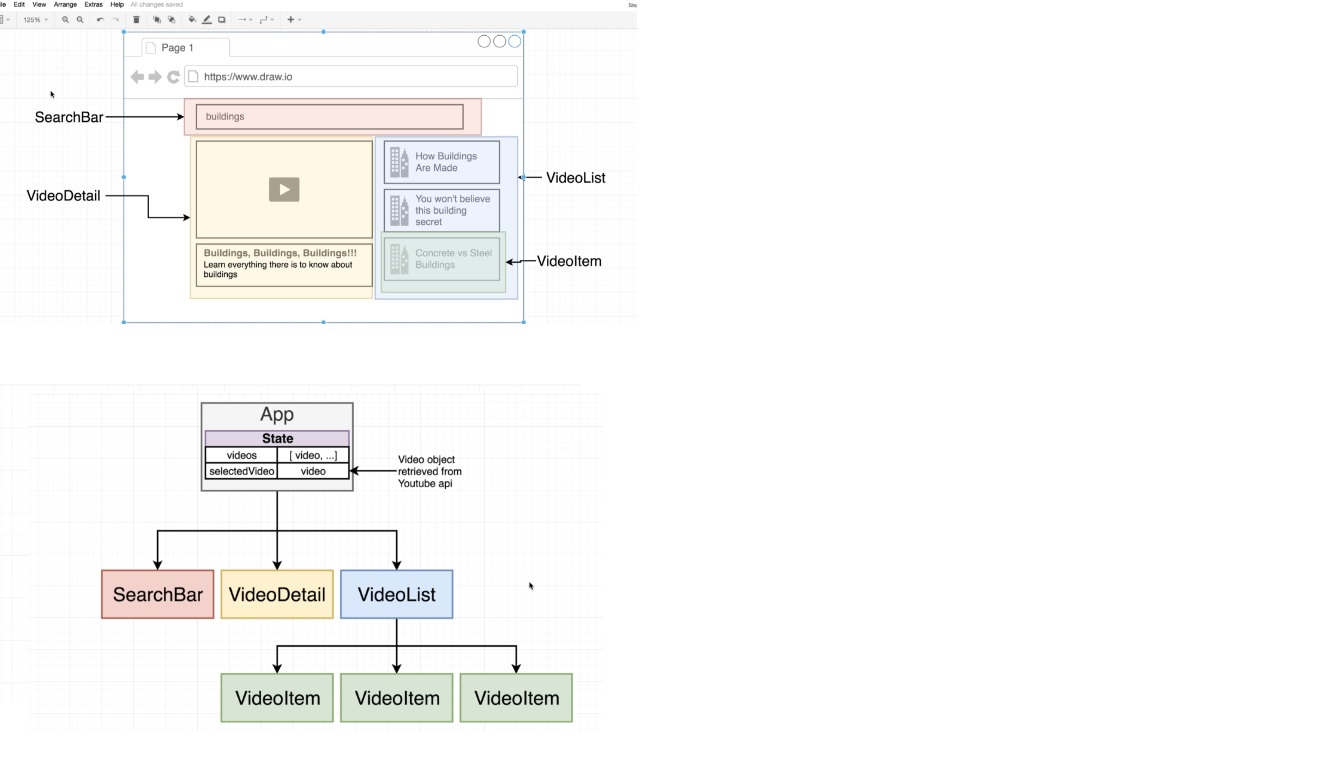 Edit View Arrange Extras Help All changes saved
125%
Page 1
https://www.draw.io
SearchBar
buildings
How Buildings
Are Made
VideoList
VideoDetail
You won't believe
this building
secret
Buildings, Buildings, Buildings!!!
Learn everything there is to know about
buildings
Concrete vs Steel
Buildings
VideoItem
App
State
videos [ video, ...]
selectedVideo video
Video object
retrieved from
Youtube api
SearchBar VideoDetail VideoList
VideoItem VideoItem VideoItem